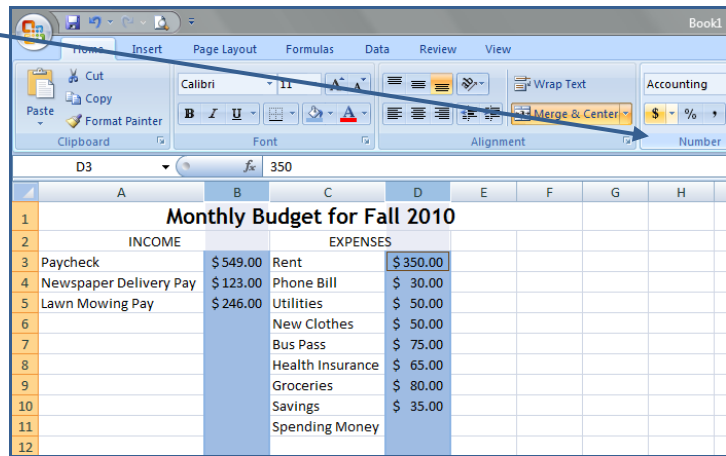 Book1
Home Insert Page Layout Formulas Data Review View
Paste
Cut
Copy
Format Painter
Clipboard
Calibri 11 A A
B I U A
Font
Wrap Text
Merge & Center
Alignment
Accounting
$ % ,
Number
D3 fx 350
A B C D E F G H
1 Monthly Budget for Fall 2010
2 INCOME EXPENSES
3 Paycheck $ 549.00 Rent $ 350.00
4 Newspaper Delivery Pay $ 123.00 Phone Bill $ 30.00
5 Lawn Mowing Pay $ 246.00 Utilities $ 50.00
6 New Clothes $ 50.00
7 Bus Pass $ 75.00
8 Health Insurance $ 65.00
9 Groceries $ 80.00
10 Savings $ 35.00
11 Spending Money
12